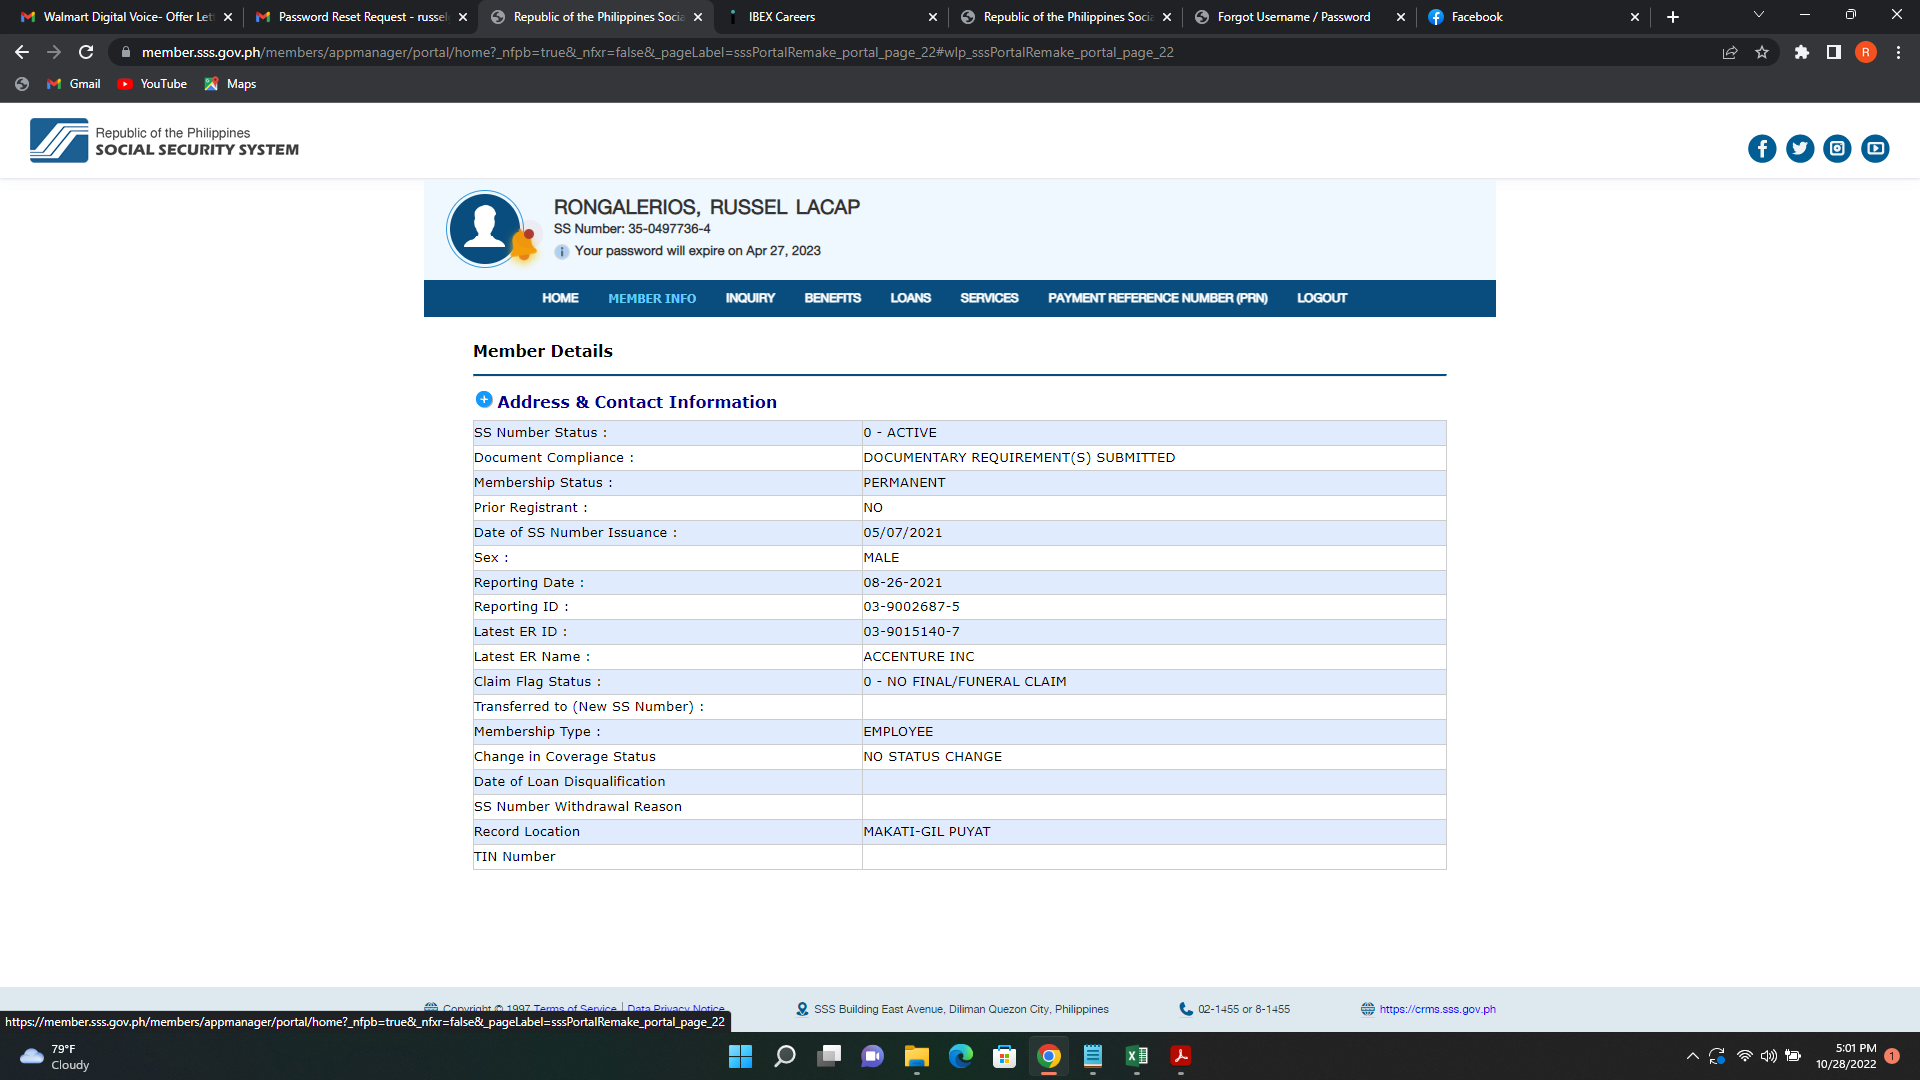 Walmart Digital Voice- Offer Let
Password Reset Request - russel
Republic of the Philippines Socia
IBEX Careers
Republic of the Philippines Socia
Forgot Username / Password
Facebook
member.sss.gov.ph/members/appmanager/portal/home?_nfpb=true&_nfxr=false&_pageLabel=sssPortalRemake_portal_page_22#wlp_sssPortalRemake_portal_page_22
R
Gmail
YouTube
Maps
Republic of the Philippines
SOCIAL SECURITY SYSTEM
RONGALERIOS, RUSSEL LACAP
SS Number: 35-0497736-4
Your password will expire on Apr 27, 2023
HOME MEMBER INFO INQUIRY BENEFITS LOANS SERVICES PAYMENT REFERENCE NUMBER (PRN) LOGOUT
Member Details
Address & Contact Information
SS Number Status : 0 - ACTIVE
Document Compliance : DOCUMENTARY REQUIREMENT(S) SUBMITTED
Membership Status : PERMANENT
Prior Registrant : NO
Date of SS Number Issuance : 05/07/2021
Sex : MALE
Reporting Date : 08-26-2021
Reporting ID : 03-9002687-5
Latest ER ID : 03-9015140-7
Latest ER Name : ACCENTURE INC
Claim Flag Status : 0 - NO FINAL/FUNERAL CLAIM
Transferred to (New SS Number) :
Membership Type : EMPLOYEE
Change in Coverage Status NO STATUS CHANGE
Date of Loan Disqualification
SS Number Withdrawal Reason
Record Location MAKATI-GIL PUYAT
TIN Number
Copyright © 1997 Terms of Service | Data Privacy Notice
SSS Building East Avenue, Diliman Quezon City, Philippines
02-1455 or 8-1455
https://crms.sss.gov.ph
https://member.sss.gov.ph/members/appmanager/portal/home?_nfpb=true&_nfxr=false&_pageLabel=sssPortalRemake_portal_page_22
79°F
Cloudy
5:01 PM
10/28/2022
1